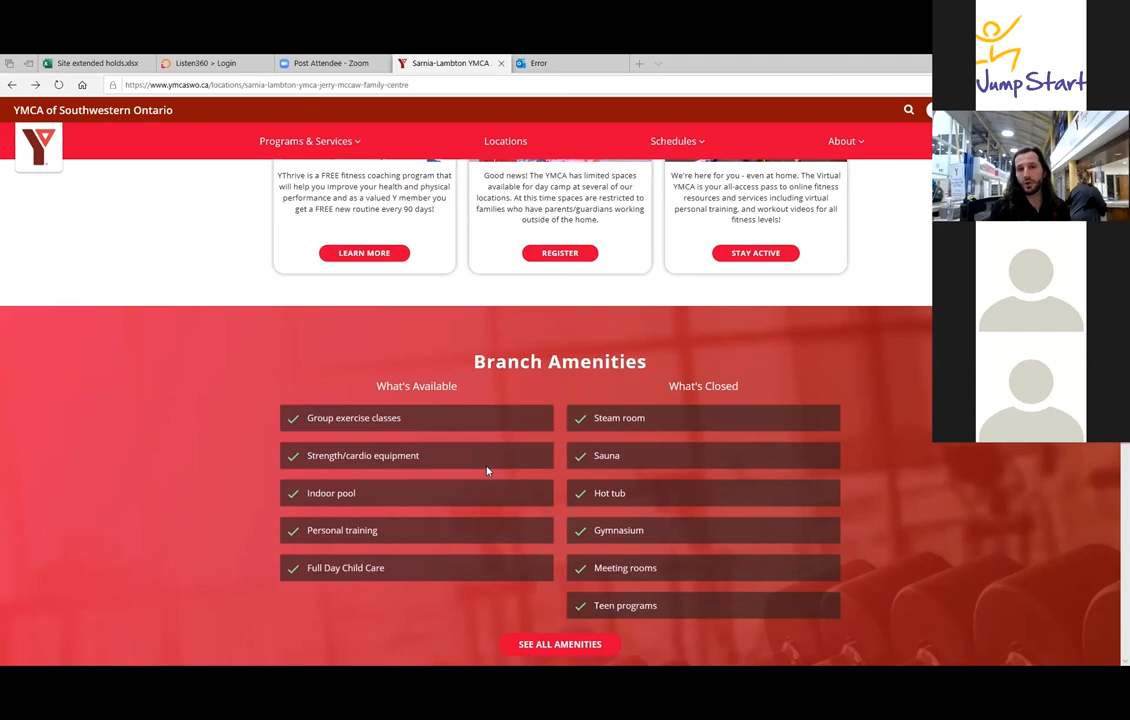 Site extended holds.xlsx
Listen360 > Login
Post Attendee - Zoom
Sarnia-Lambton YMCA
Error
https://www.ymcaswo.ca/locations/sarnia-lambton-ymca-jerry-mccaw-family-centre
YMCA of Southwestern Ontario
Programs & Services
Locations
Schedules
About
YThrive is a FREE fitness coaching program that
will help you improve your health and physical
performance and as a valued Y member you
get a FREE new routine every 90 days!
LEARN MORE
Good news! The YMCA has limited spaces
available for day camp at several of our
locations. At this time spaces are restricted to
families who have parents/guardians working
outside of the home.
REGISTER
We're here for you - even at home. The Virtual
YMCA is your all-access pass to online fitness
resources and services including virtual
personal training, and workout videos for all
fitness levels!
STAY ACTIVE
Branch Amenities
What's Available
Group exercise classes
Strength/cardio equipment
Indoor pool
Personal training
Full Day Child Care
What's Closed
Steam room
Sauna
Hot tub
Gymnasium
Meeting rooms
Teen programs
SEE ALL AMENITIES
JumpStart